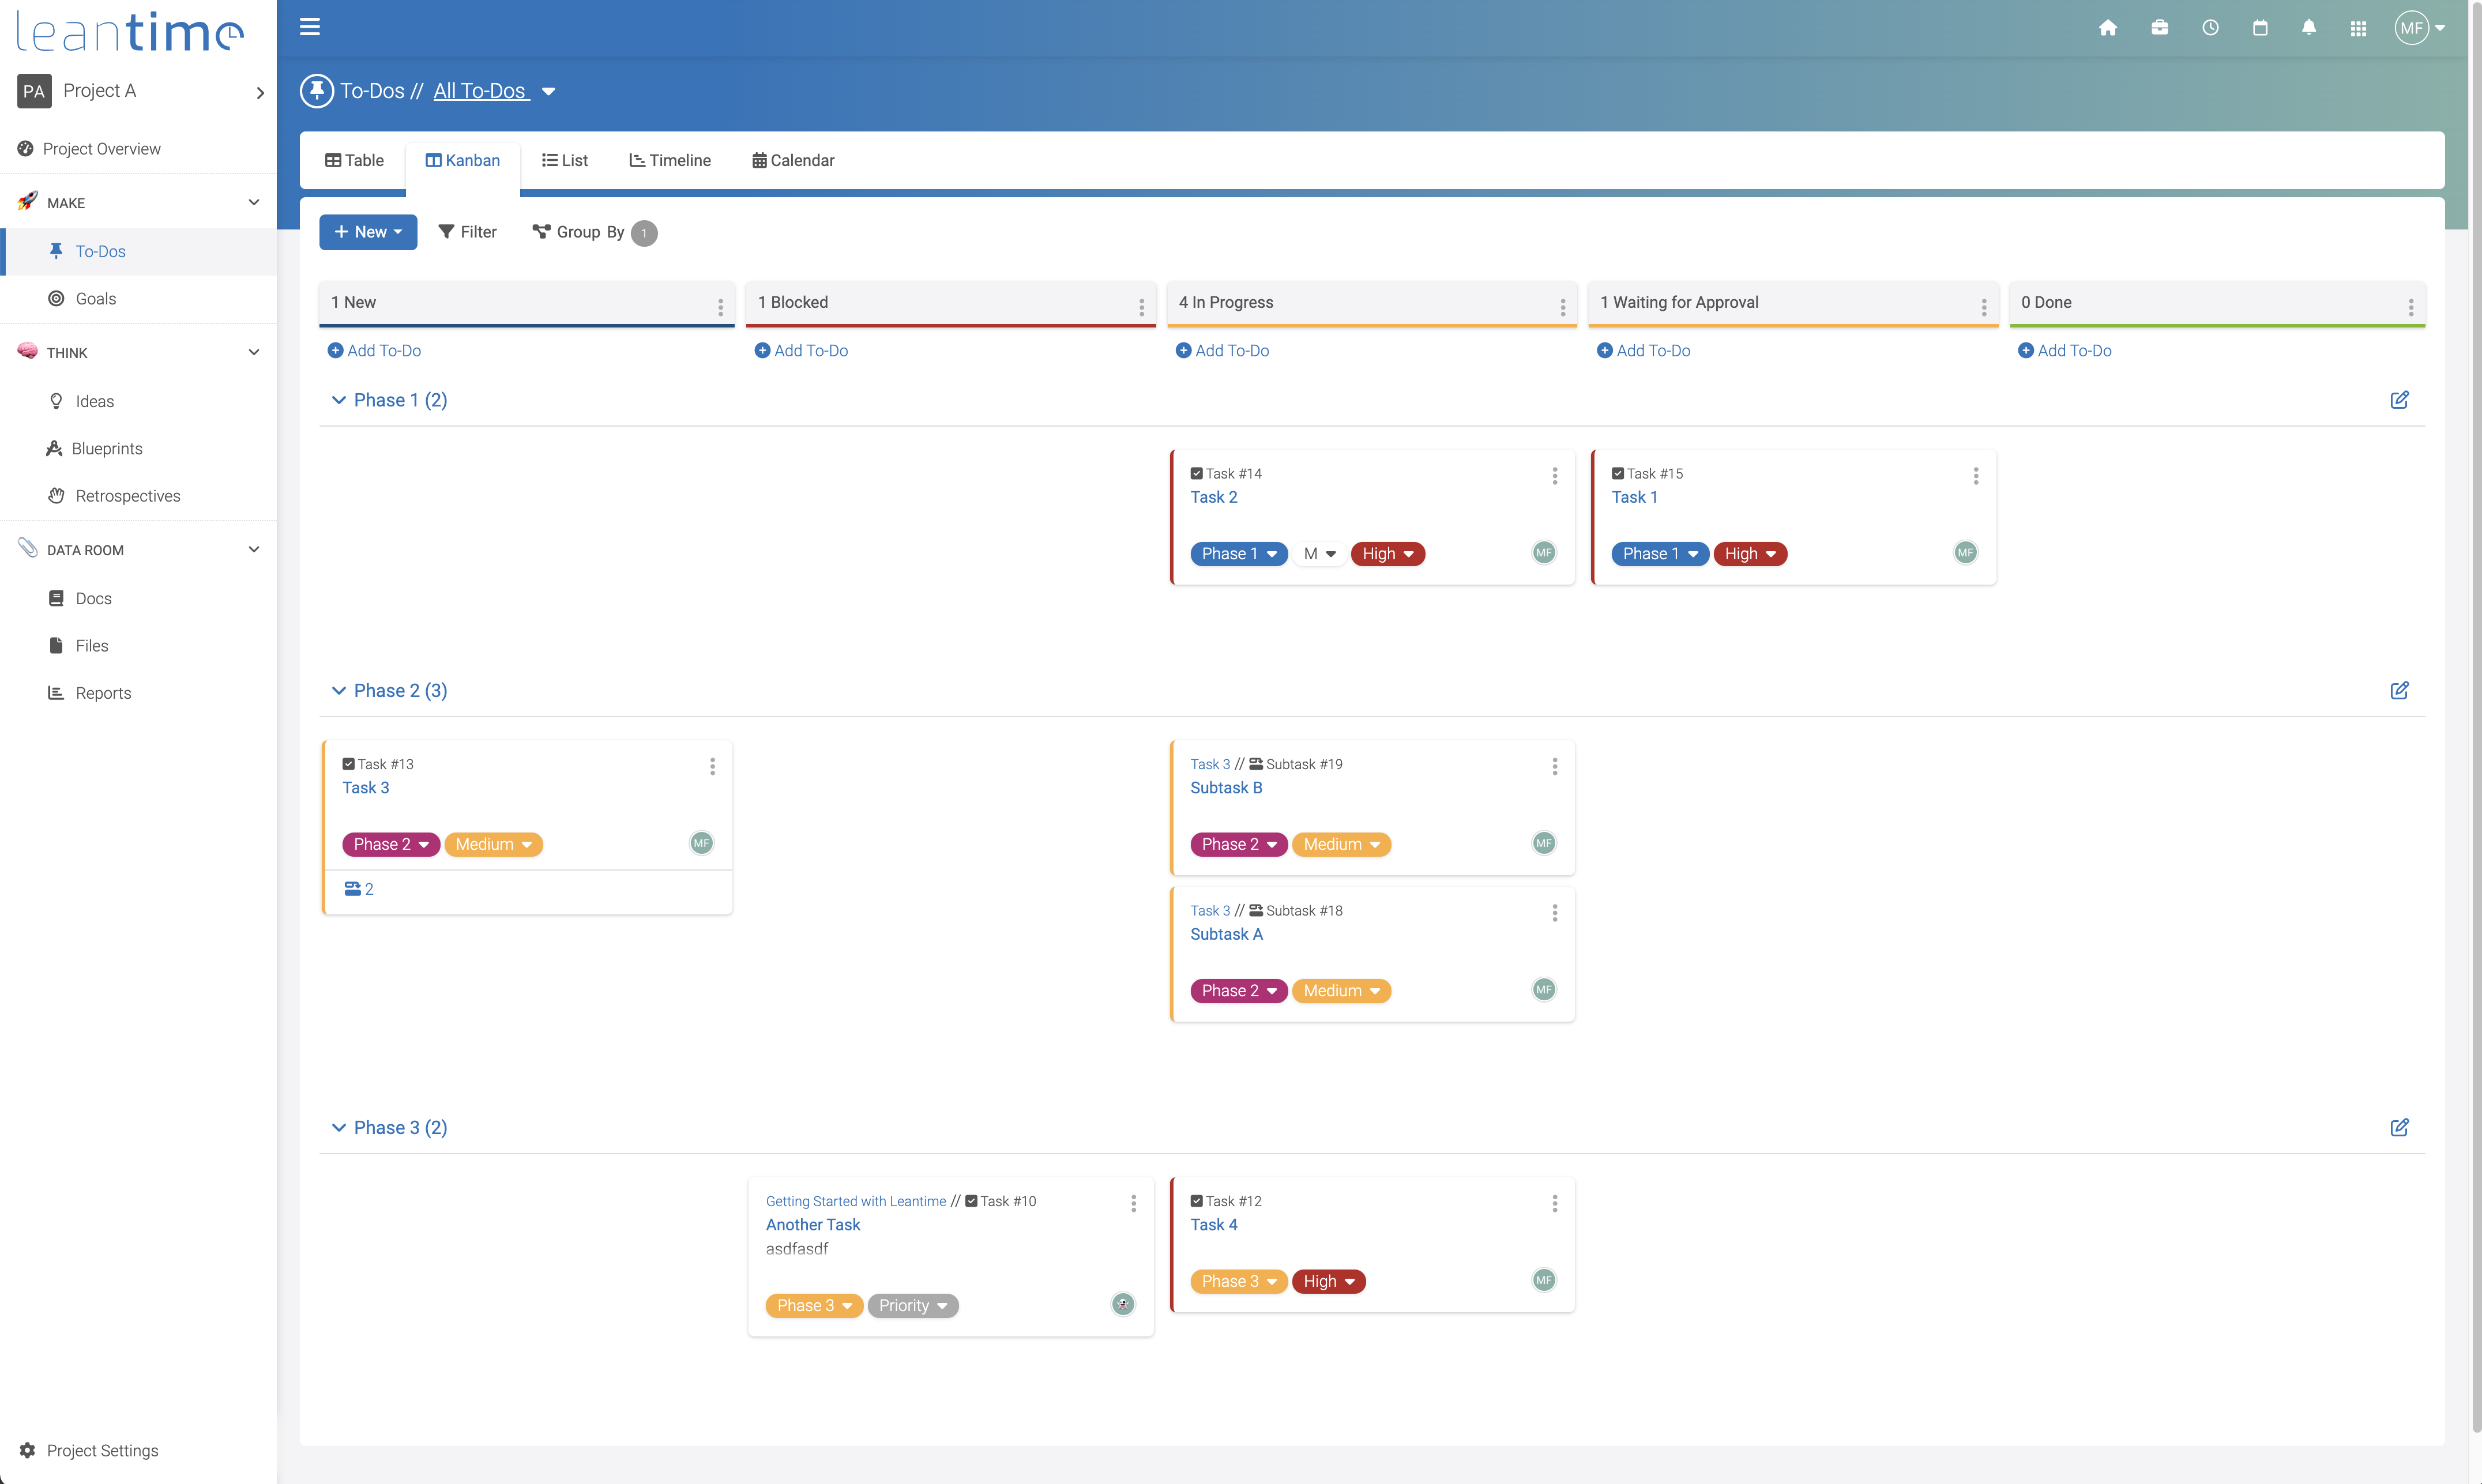 leantime
PA Project A
Project Overview
MAKE
To-Dos
Goals
THINK
Ideas
Blueprints
Retrospectives
DATA ROOM
Docs
Files
Reports
Project Settings
MF
To-Dos // All To-Dos
Table Kanban List Timeline Calendar
+ New Filter Group By 1
1 New 1 Blocked 4 In Progress 1 Waiting for Approval 0 Done
Add To-Do Add To-Do Add To-Do Add To-Do Add To-Do
Phase 1 (2)
Task #14
Task 2
Phase 1 M High MF
Task #15
Task 1
Phase 1 High MF
Phase 2 (3)
Task #13
Task 3
Phase 2 Medium MF
2
Task 3 // Subtask #19
Subtask B
Phase 2 Medium MF
Task 3 // Subtask #18
Subtask A
Phase 2 Medium MF
Phase 3 (2)
Getting Started with Leantime // Task #10
Another Task
asdfasdf
Phase 3 Priority
Task #12
Task 4
Phase 3 High MF